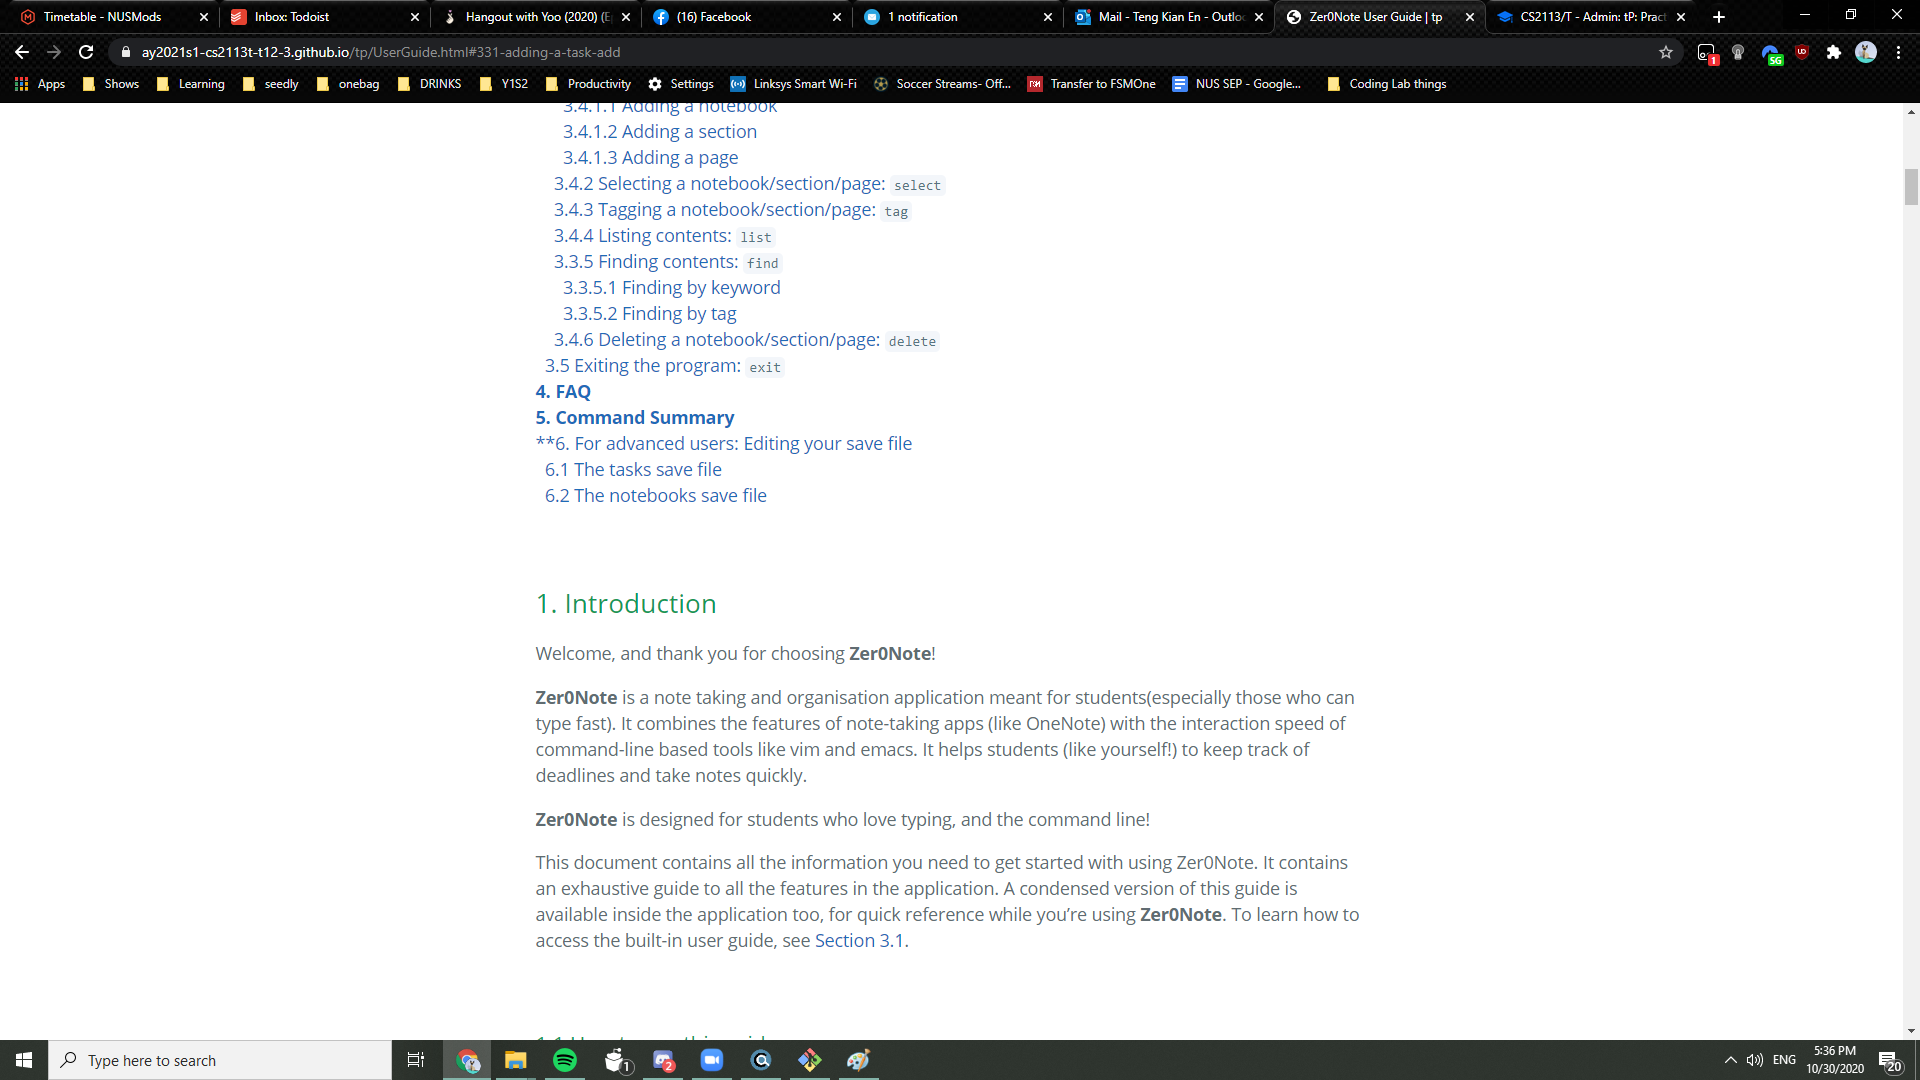 Timetable - NUSMods
Inbox: Todoist
Hangout with Yoo (2020) (E
(16) Facebook
1 notification
Mail - Teng Kian En - Outlo
Zer0Note User Guide | tp
CS2113/T - Admin: tP: Pract
ay2021s1-cs2113t-t12-3.github.io/tp/UserGuide.html#331-adding-a-task-add
1
SG
Apps
Shows
Learning
seedly
onebag
DRINKS
Y1S2
Productivity
Settings
Linksys Smart Wi-Fi
Soccer Streams- Off...
Transfer to FSMOne
NUS SEP - Google...
Coding Lab things
3.4.1.1 Adding a notebook
3.4.1.2 Adding a section
3.4.1.3 Adding a page
3.4.2 Selecting a notebook/section/page: select
3.4.3 Tagging a notebook/section/page: tag
3.4.4 Listing contents: list
3.3.5 Finding contents: find
3.3.5.1 Finding by keyword
3.3.5.2 Finding by tag
3.4.6 Deleting a notebook/section/page: delete
3.5 Exiting the program: exit
4. FAQ
5. Command Summary
**6. For advanced users: Editing your save file
6.1 The tasks save file
6.2 The notebooks save file
1. Introduction
Welcome, and thank you for choosing Zer0Note!
Zer0Note is a note taking and organisation application meant for students(especially those who can
type fast). It combines the features of note-taking apps (like OneNote) with the interaction speed of
command-line based tools like vim and emacs. It helps students (like yourself!) to keep track of
deadlines and take notes quickly.
Zer0Note is designed for students who love typing, and the command line!
This document contains all the information you need to get started with using Zer0Note. It contains
an exhaustive guide to all the features in the application. A condensed version of this guide is
available inside the application too, for quick reference while you’re using Zer0Note. To learn how to
access the built-in user guide, see Section 3.1.
Type here to search
1
2
ENG
5:36 PM
10/30/2020
20